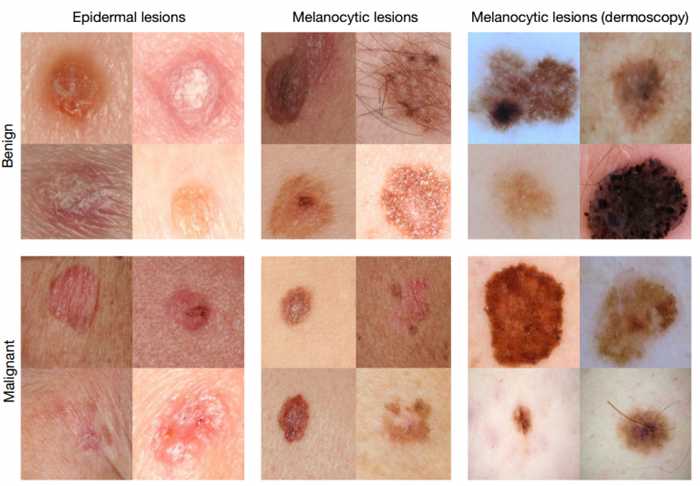 Epidermal lesions
Melanocytic lesions
Melanocytic lesions (dermoscopy)
Benign
Malignant